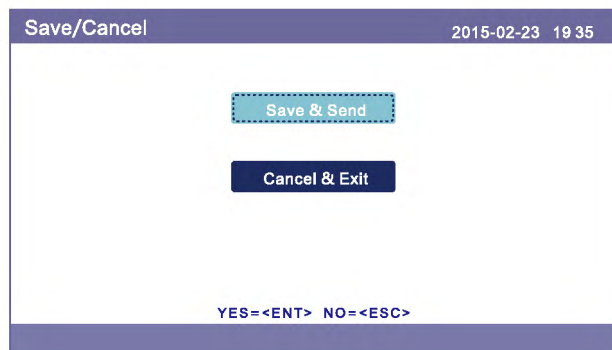 Save/Cancel 2015-02-23 19 35
Save & Send
Cancel & Exit
YES=<ENT> NO=<ESC>